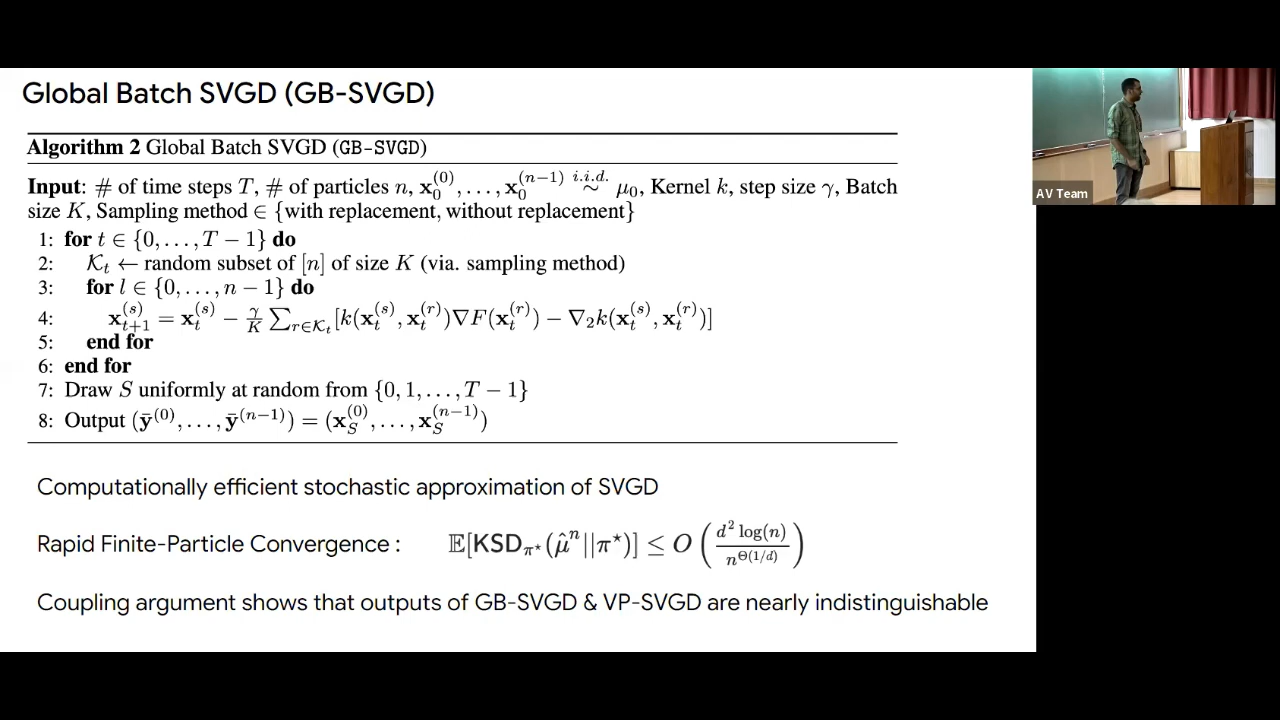 Global Batch SVGD (GB-SVGD)
Algorithm 2 Global Batch SVGD (GB-SVGD)
Input: # of time steps T, # of particles n, x_0^{(0)}, …, x_0^{(n−1)} i.i.d. ∼ μ_0, Kernel k, step size γ, Batch
size K, Sampling method ∈ {with replacement, without replacement}
1: for t ∈ {0, …, T − 1} do
2: 𝒦_t ← random subset of [n] of size K (via. sampling method)
3: for l ∈ {0, …, n − 1} do
4: x_{t+1}^{(s)} = x_t^{(s)} − γ/K ∑_{r∈𝒦_t} [k(x_t^{(s)}, x_t^{(r)})∇F(x_t^{(r)}) − ∇_2 k(x_t^{(s)}, x_t^{(r)})]
5: end for
6: end for
7: Draw S uniformly at random from {0, 1, …, T − 1}
8: Output (ȳ^{(0)}, …, ȳ^{(n−1)}) = (x_S^{(0)}, …, x_S^{(n−1)})
Computationally efficient stochastic approximation of SVGD
Rapid Finite-Particle Convergence : 𝔼[KSD_{π⋆}(μ̂^n||π⋆)] ≤ O(d² log(n) / n^{Θ(1/d)})
Coupling argument shows that outputs of GB-SVGD & VP-SVGD are nearly indistinguishable
AV Team